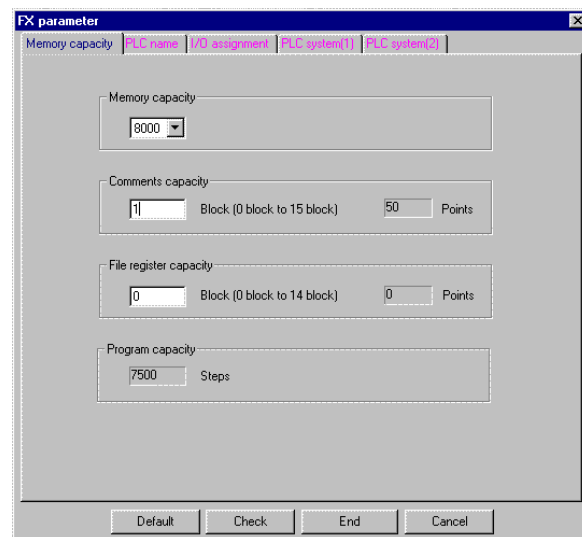 FX parameter
Memory capacity PLC name I/O assignment PLC system(1) PLC system(2)
Memory capacity
8000
Comments capacity
1 Block (0 block to 15 block) 50 Points
File register capacity
0 Block (0 block to 14 block) 0 Points
Program capacity
7500 Steps
Default Check End Cancel